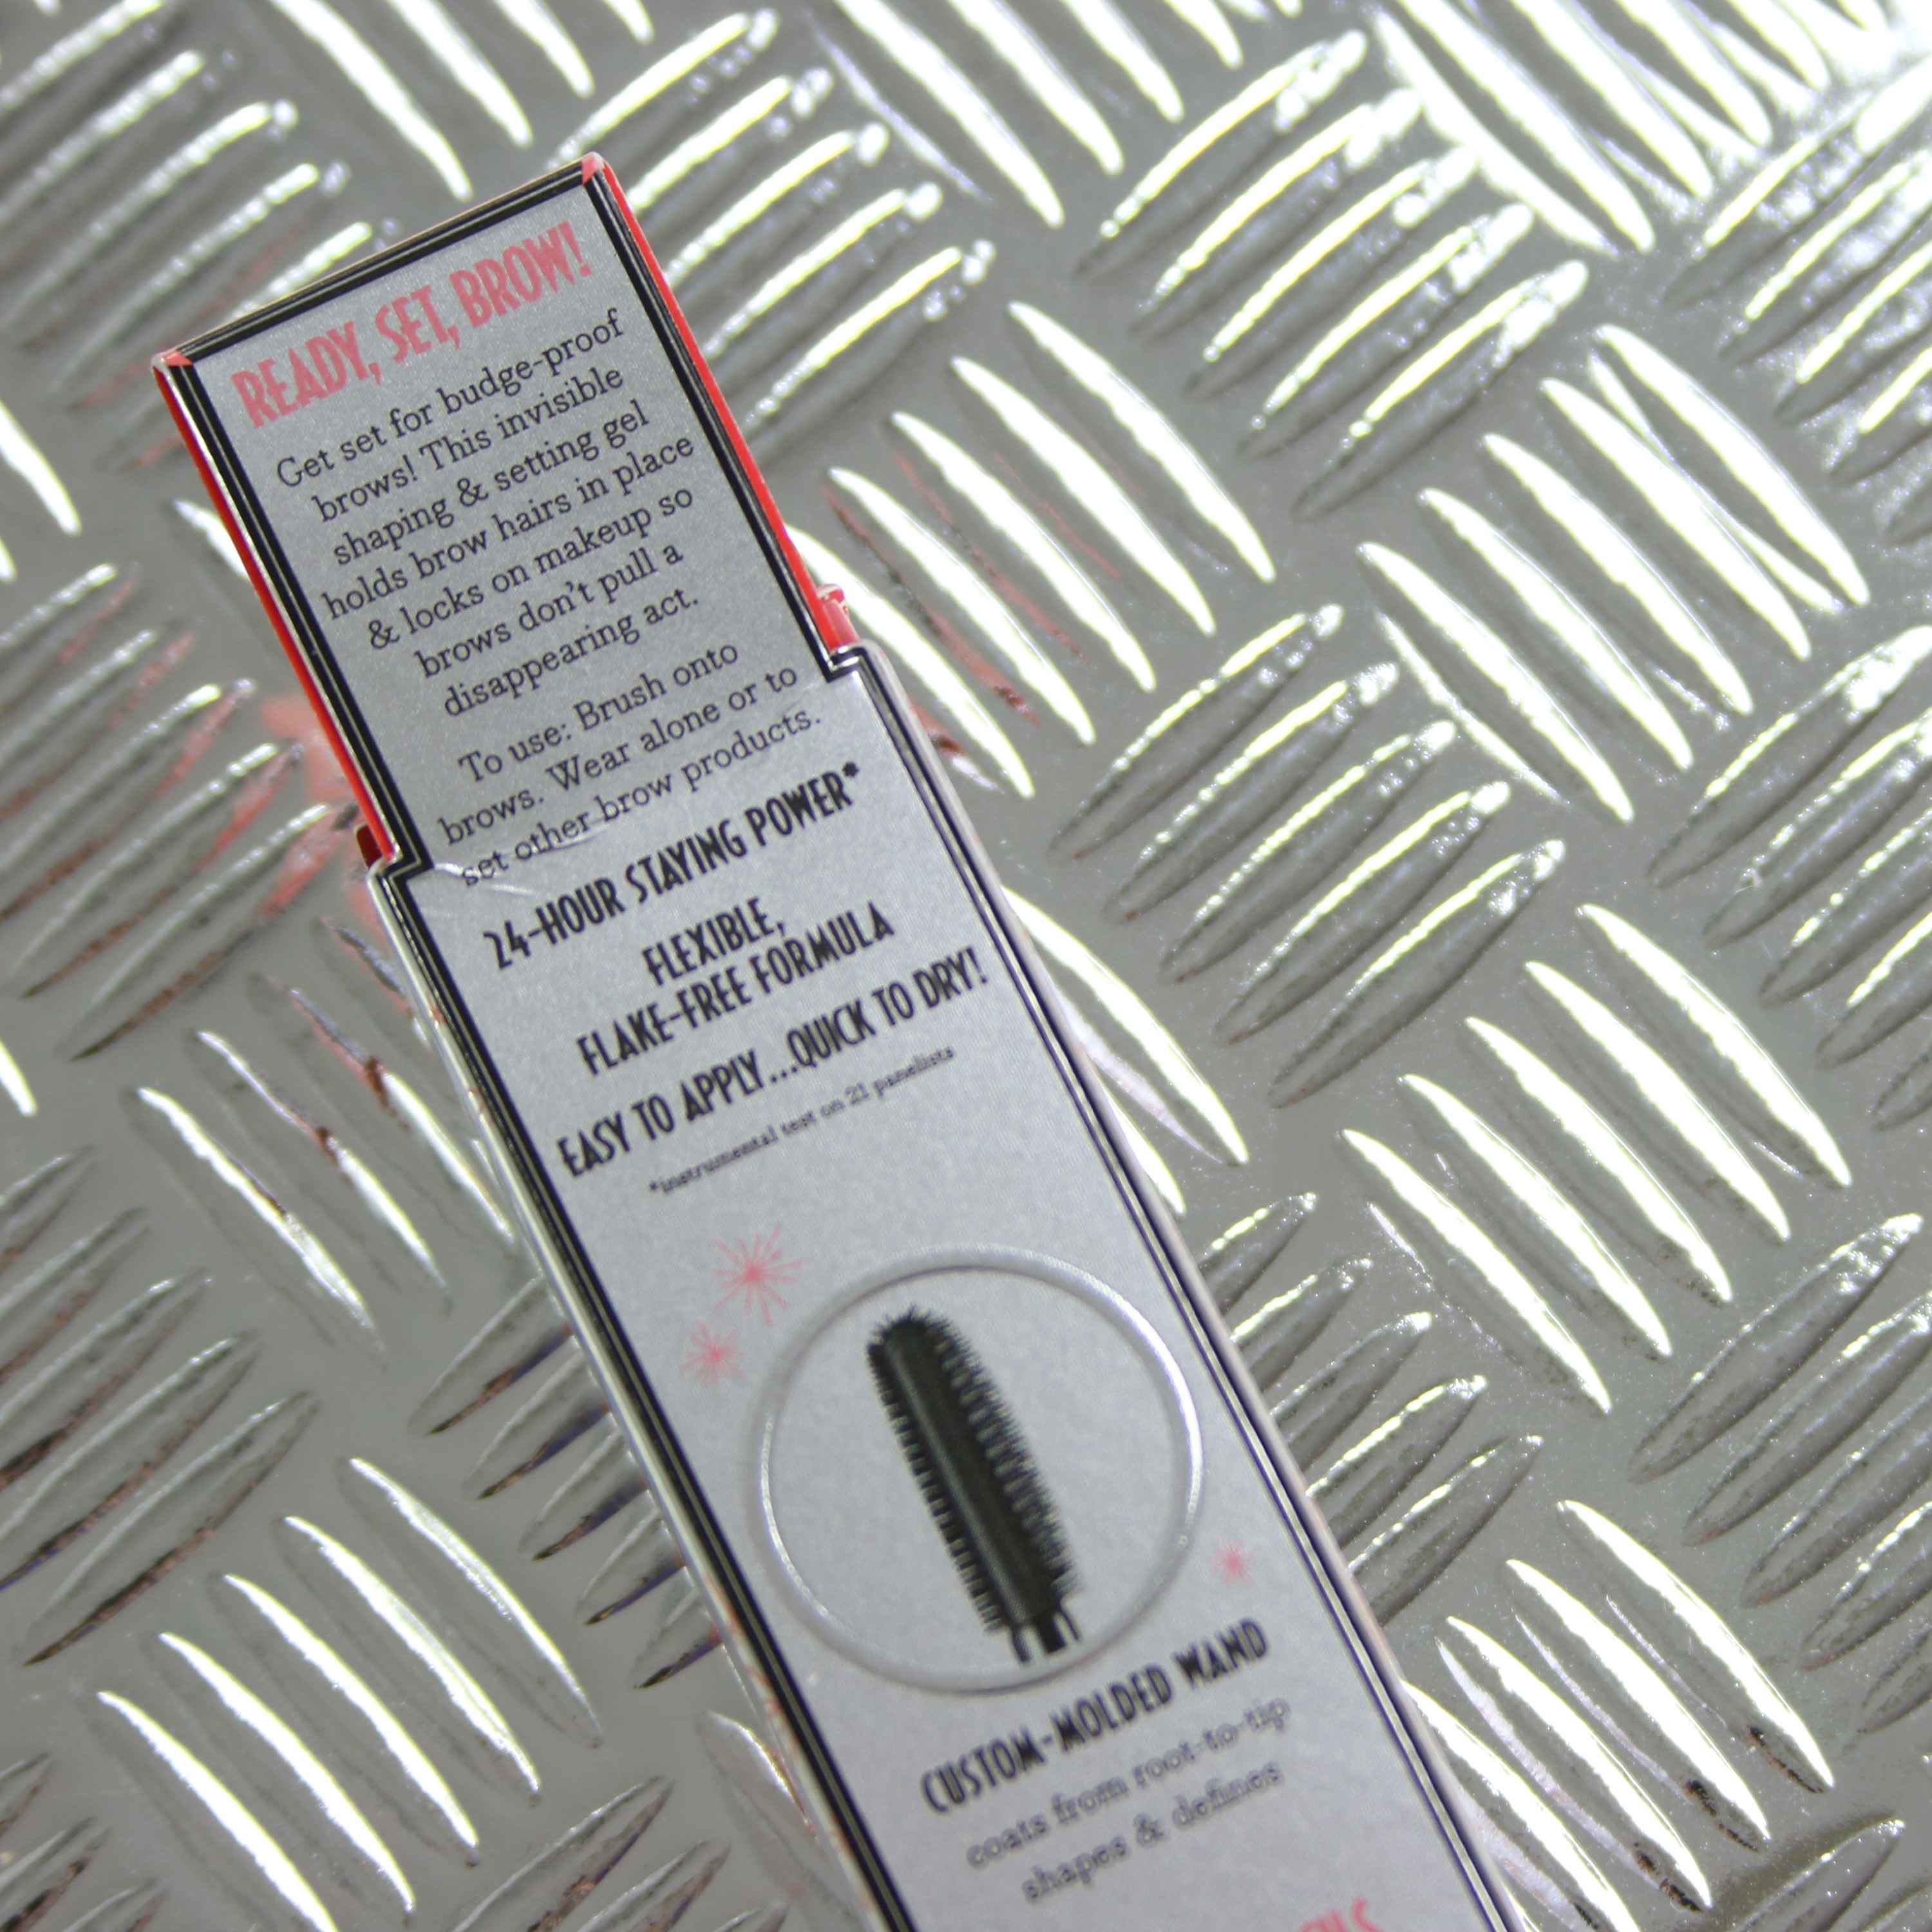 READY, SET, BROW!
Get set for budge-proof
brows! This invisible
shaping & setting gel
holds brow hairs in place
& locks on makeup so
brows don't pull a
disappearing act.
To use: Brush onto
brows. Wear alone or to
set other brow products.
24-HOUR STAYING POWER*
FLEXIBLE,
FLAKE-FREE FORMULA
EASY TO APPLY...QUICK TO DRY!
*instrumental test on 21 panelists
CUSTOM-MOLDED WAND
coats from root-to-tip
shapes & defines